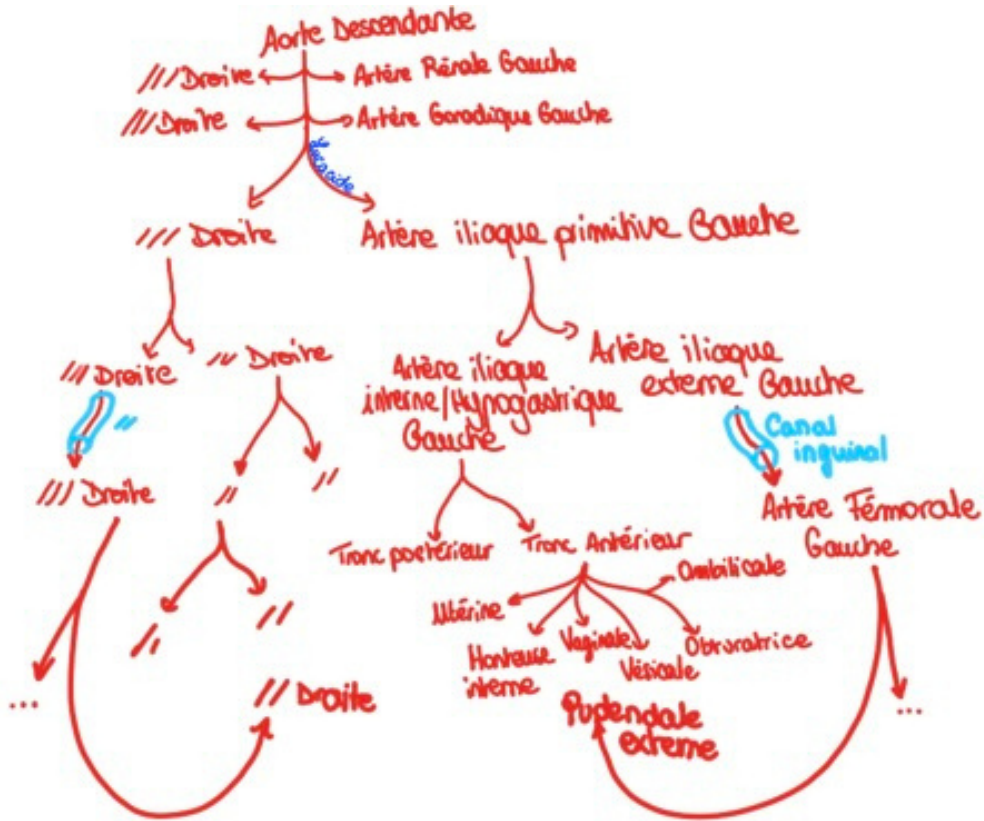 Aorte Descendante
/// Droite
Artère Rénale Gauche
/// Droite
Artère Gonadique Gauche
/// Droite
Artère iliaque primitive Gauche
/// Droite
// Droite
Artère iliaque
interne/Hypogastrique
Gauche
Artère iliaque
externe Gauche
//
Canal
inguinal
/// Droite
//
//
Artère Fémorale
Gauche
Tronc postérieur
Tronc Antérieur
Ombilicale
Utérine
//
//
Honteuse
interne
Vaginale
Vésicale
Obturatrice
...
// Droite
Pudendale
externe
...